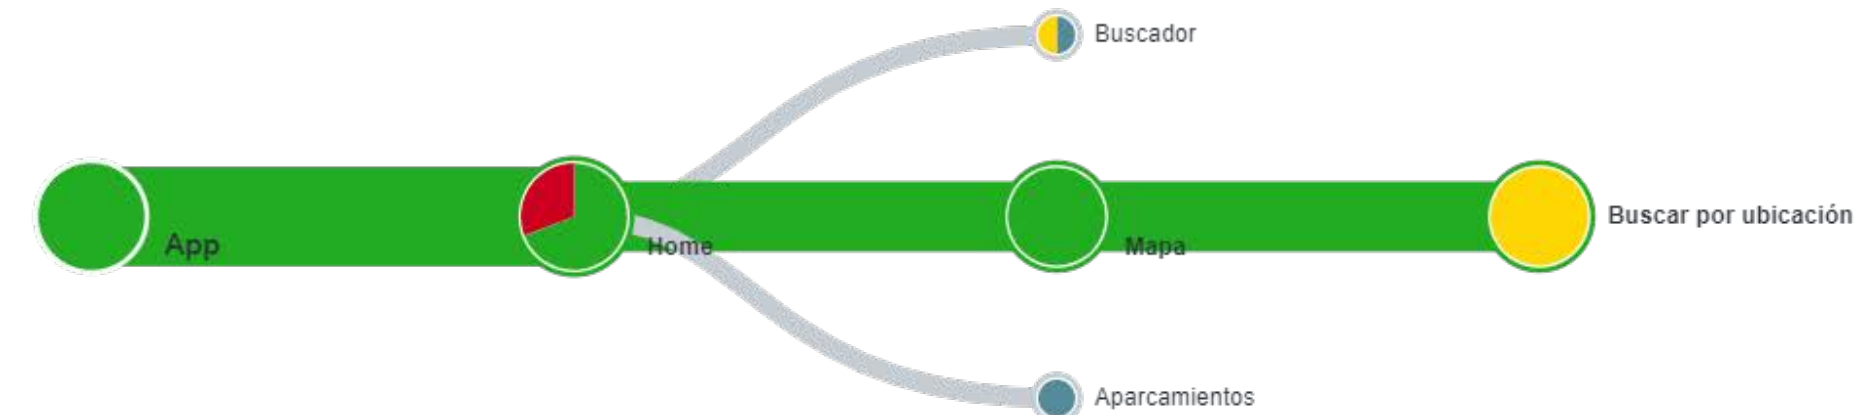 Buscador
App
Home
Mapa
Buscar por ubicación
Aparcamientos